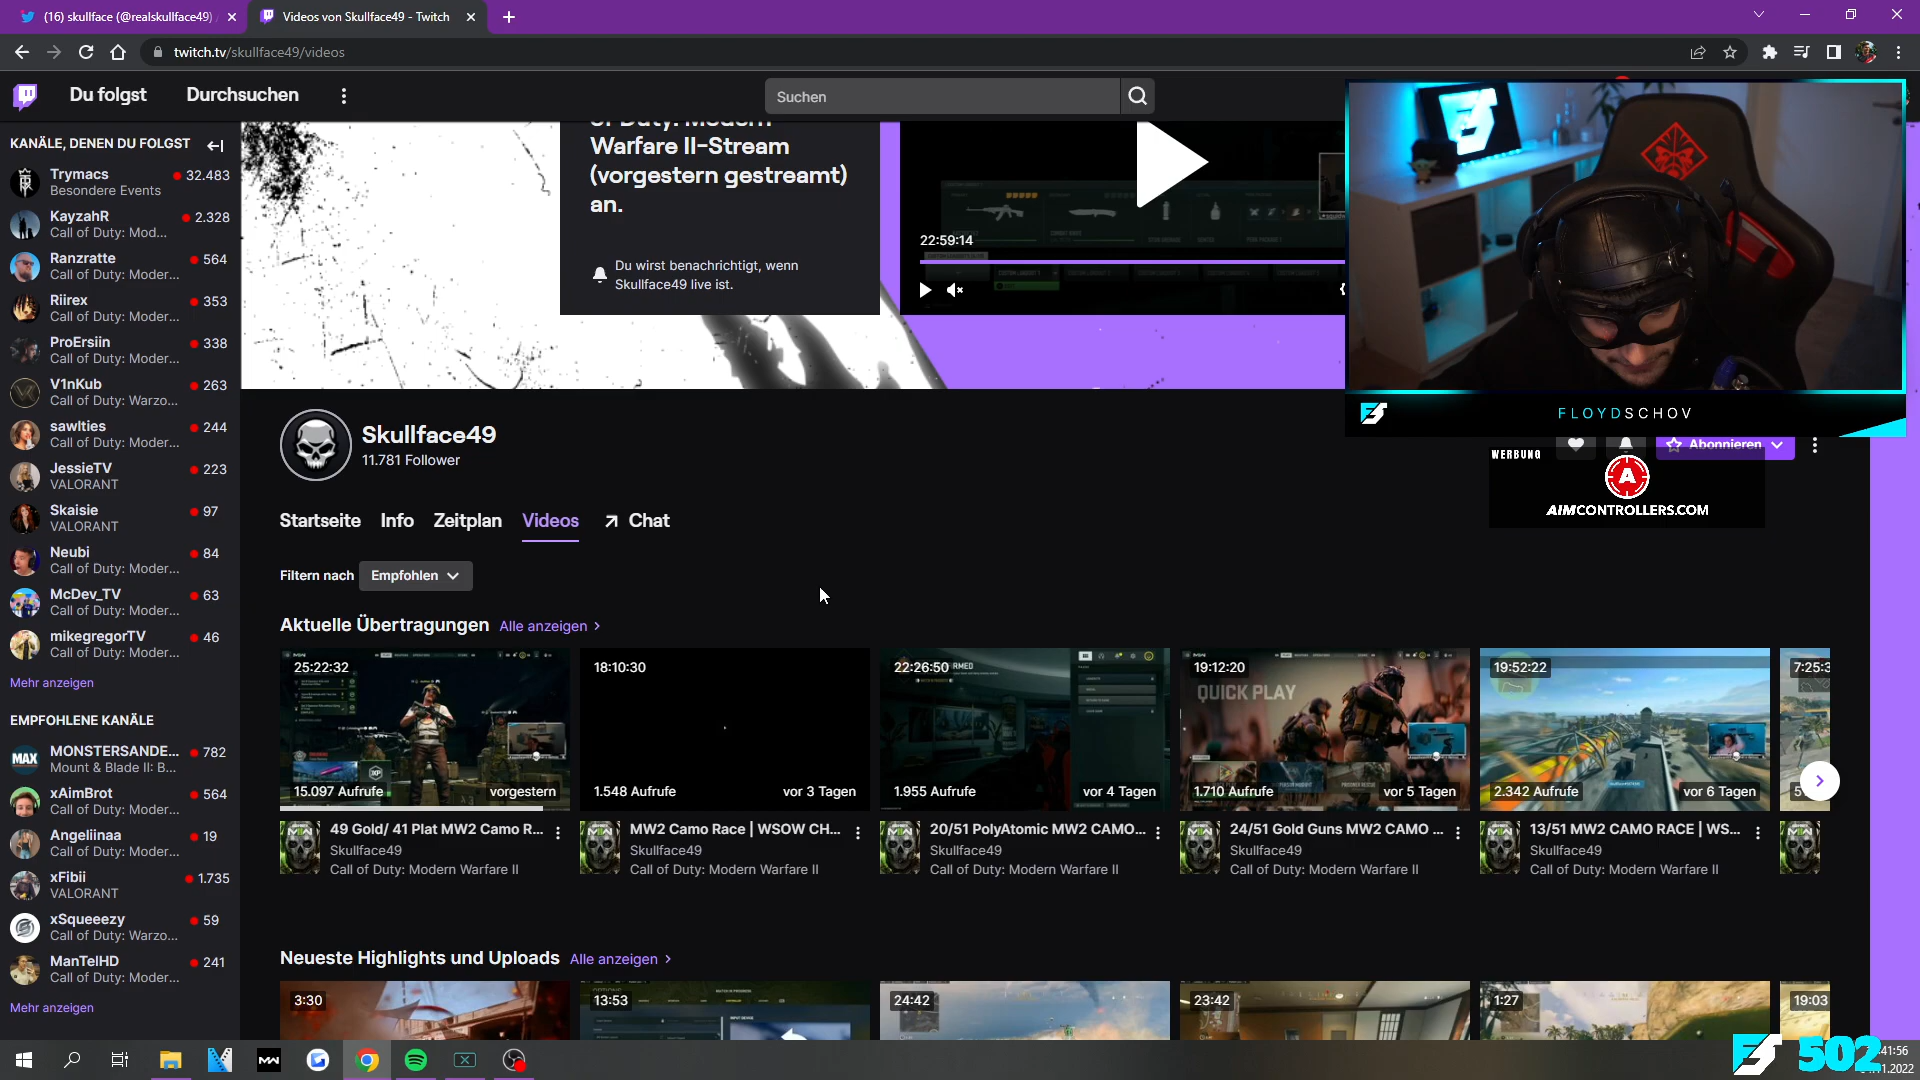 (16) skullface (@realskullface49)
Videos von Skullface49 - Twitch
twitch.tv/skullface49/videos
Du folgst
Durchsuchen
Suchen
KANÄLE, DENEN DU FOLGST
Trymacs
32.483
Besondere Events
KayzahR
2.328
Call of Duty: Mod...
Ranzratte
564
Call of Duty: Moder...
Riirex
353
Call of Duty: Moder...
ProErsiin
338
Call of Duty: Moder...
V1nKub
263
Call of Duty: Warzo...
sawlties
244
Call of Duty: Moder...
JessieTV
223
VALORANT
Skaisie
97
VALORANT
Neubi
84
Call of Duty: Moder...
McDev_TV
63
Call of Duty: Moder...
mikegregorTV
46
Call of Duty: Moder...
Mehr anzeigen
EMPFOHLENE KANÄLE
MONSTERSANDE...
782
Mount & Blade II: B...
xAimBrot
564
Call of Duty: Moder...
Angeliinaa
19
Call of Duty: Moder...
xFibii
1.735
VALORANT
xSqueeezy
59
Call of Duty: Warzo...
ManTelHD
241
Call of Duty: Moder...
Mehr anzeigen
of Duty: Modern
Warfare II-Stream
(vorgestern gestreamt)
an.
Du wirst benachrichtigt, wenn
Skullface49 live ist.
22:59:14
FLOYDSCHOV
Skullface49
11.781 Follower
Abonnieren
WERBUNG
AIMCONTROLLERS.COM
Startseite
Info
Zeitplan
Videos
Chat
Filtern nach
Empfohlen
Aktuelle Übertragungen
Alle anzeigen
25:22:32
15.097 Aufrufe
vorgestern
49 Gold/ 41 Plat MW2 Camo R...
Skullface49
Call of Duty: Modern Warfare II
18:10:30
1.548 Aufrufe
vor 3 Tagen
MW2 Camo Race | WSOW CH...
Skullface49
Call of Duty: Modern Warfare II
22:26:50
1.955 Aufrufe
vor 4 Tagen
20/51 PolyAtomic MW2 CAMO...
Skullface49
Call of Duty: Modern Warfare II
19:12:20
QUICK PLAY
1.710 Aufrufe
vor 5 Tagen
24/51 Gold Guns MW2 CAMO ...
Skullface49
Call of Duty: Modern Warfare II
19:52:22
2.342 Aufrufe
vor 6 Tagen
13/51 MW2 CAMO RACE | WS...
Skullface49
Call of Duty: Modern Warfare II
7:25:3
Neueste Highlights und Uploads
Alle anzeigen
3:30
13:53
24:42
23:42
1:27
19:03
502
41:56
2022